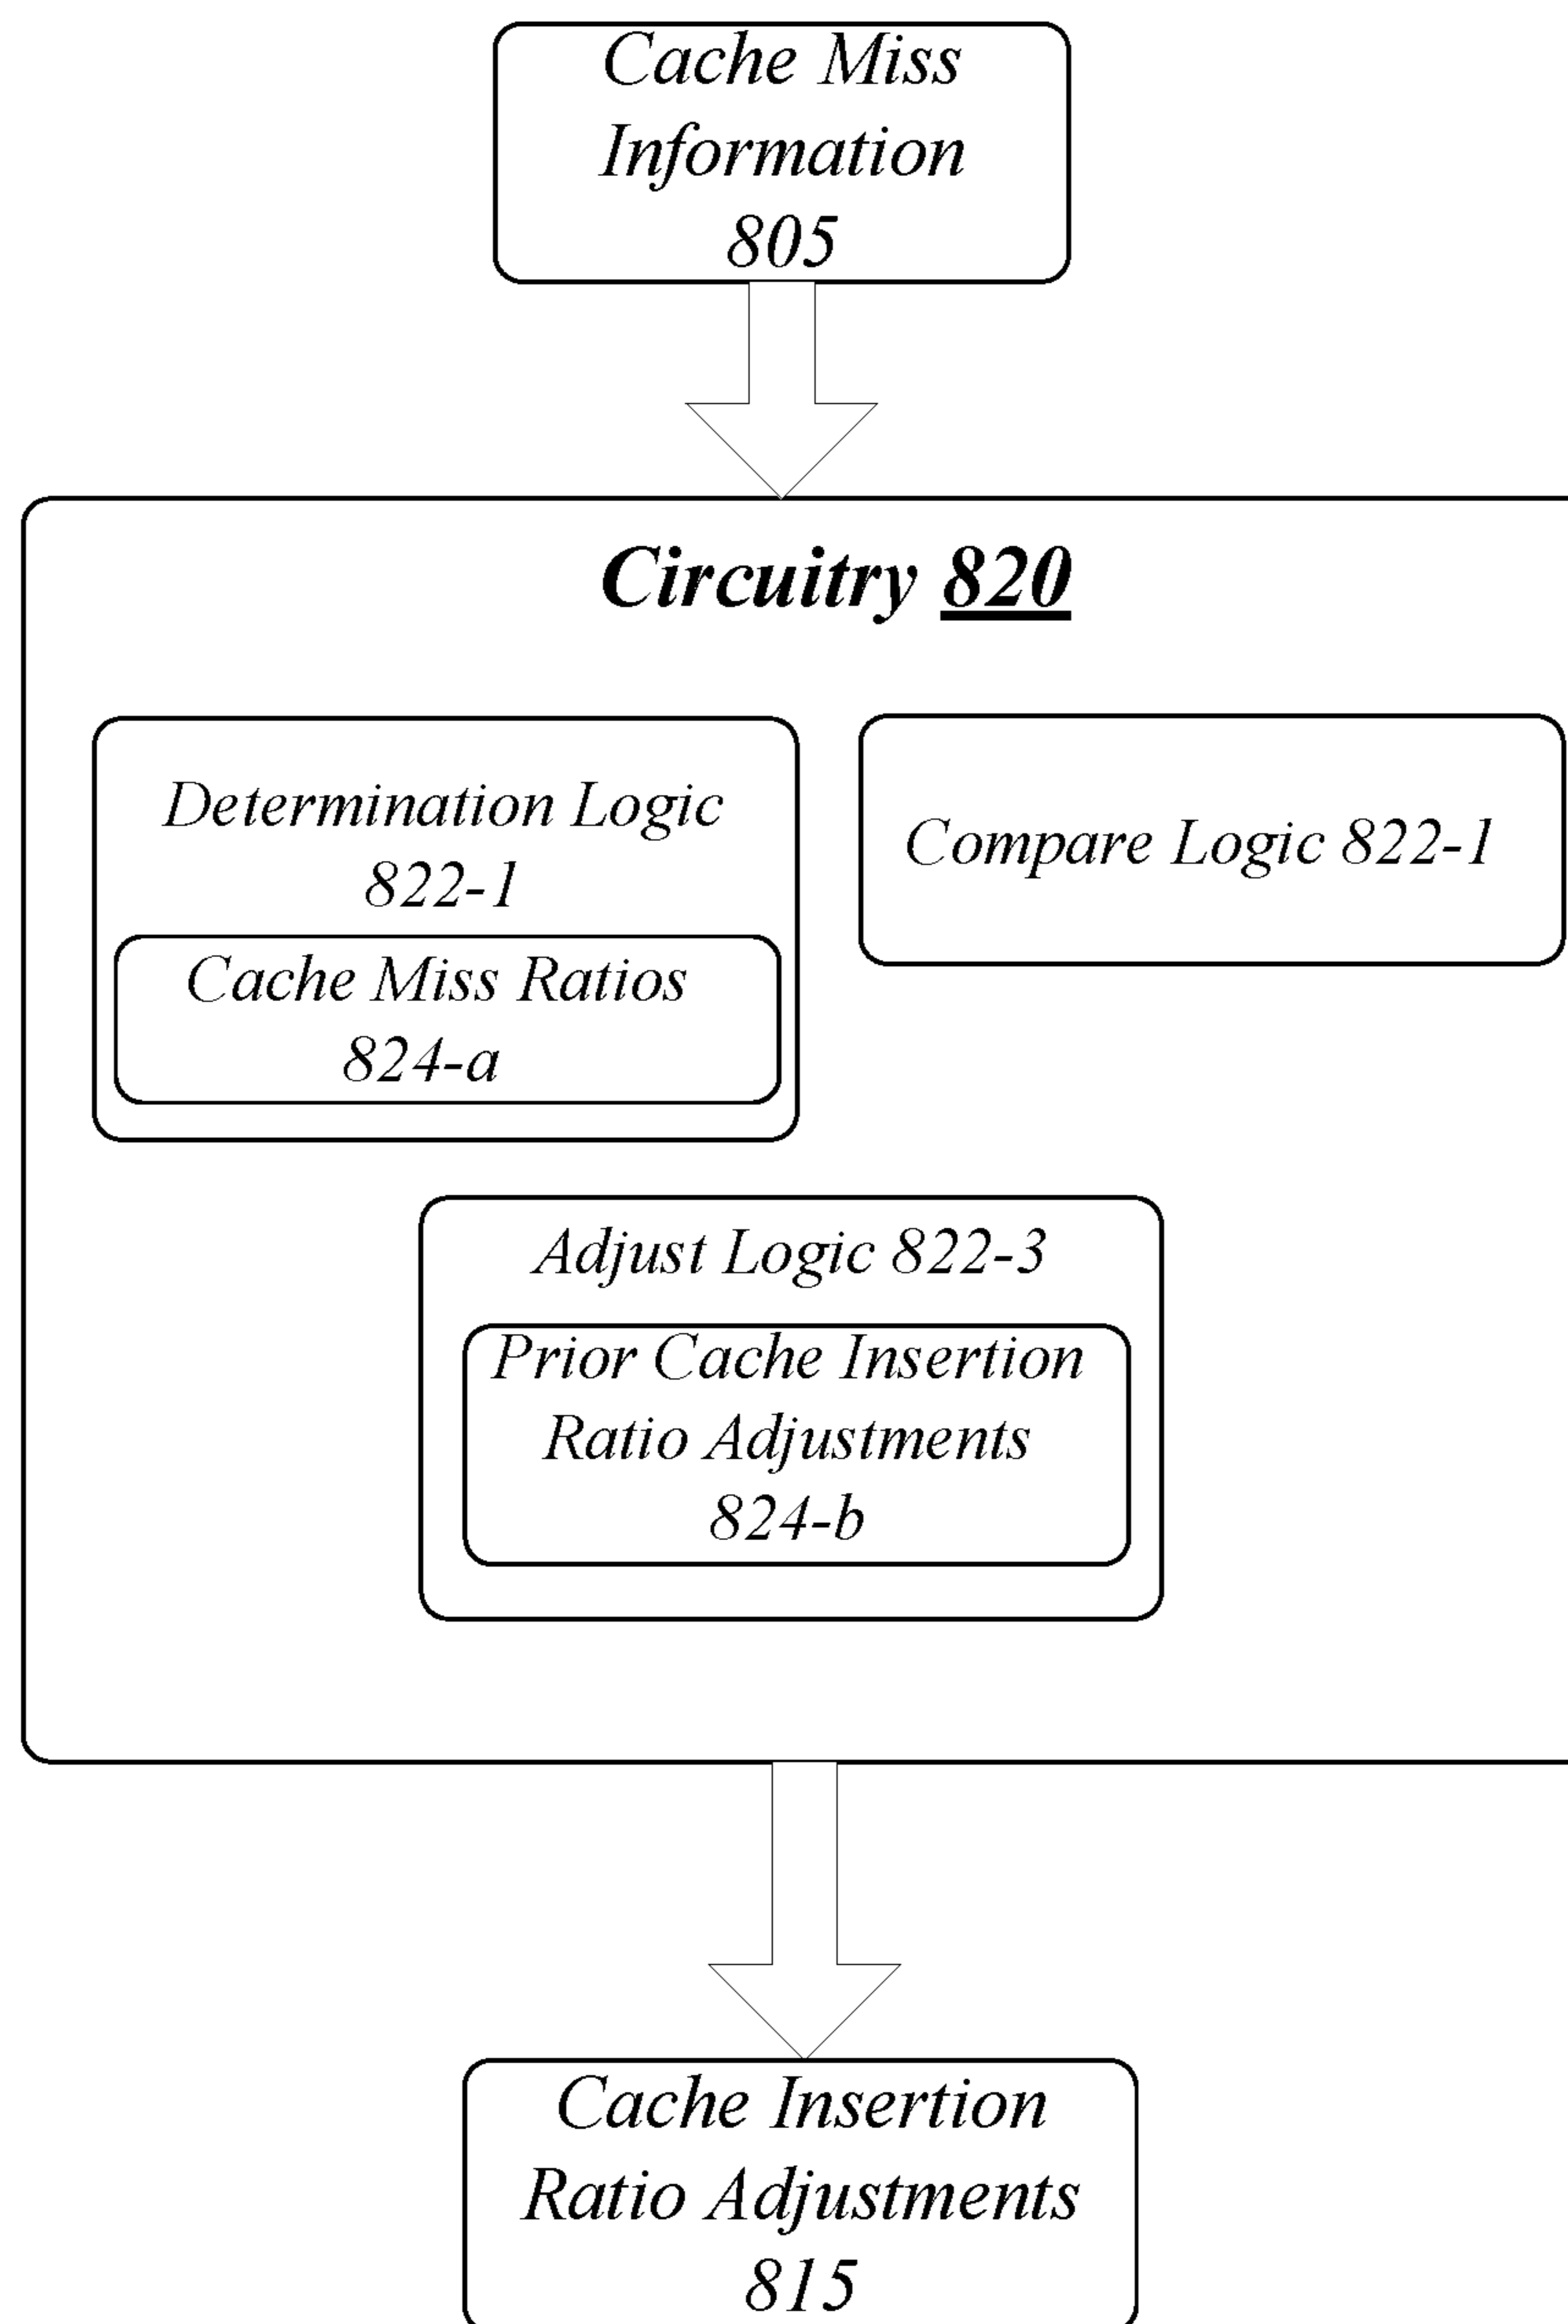 Cache Miss
Information
805
Circuitry 820
Determination Logic
822-1
Cache Miss Ratios
824-a
Compare Logic 822-1
Adjust Logic 822-3
Prior Cache Insertion
Ratio Adjustments
824-b
Cache Insertion
Ratio Adjustments
815